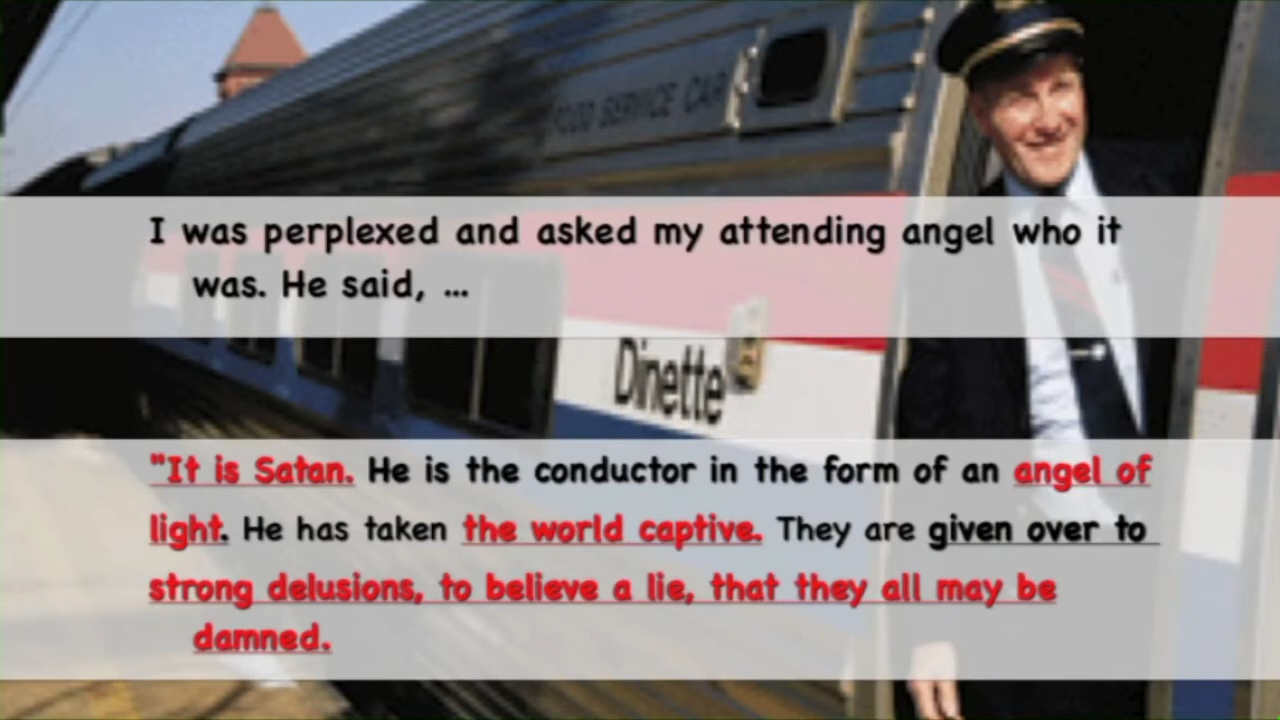 FOOD SERVICE CAR
I was perplexed and asked my attending angel who it
was. He said, ...
Dinette
"It is Satan. He is the conductor in the form of an angel of
light. He has taken the world captive. They are given over to
strong delusions, to believe a lie, that they all may be
damned.